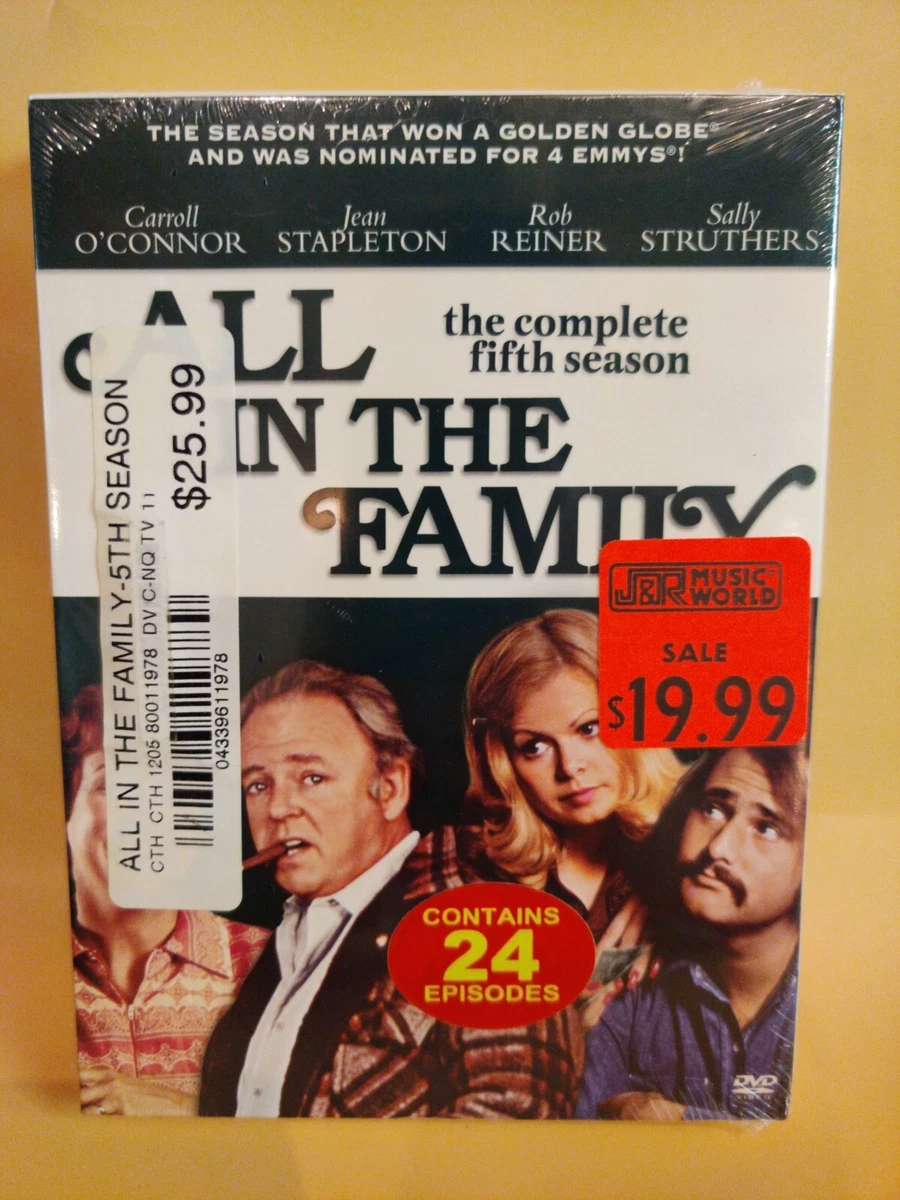 THE SEASON THAT WON A GOLDEN GLOBE®
AND WAS NOMINATED FOR 4 EMMYS®!
Carroll O'CONNOR
Jean STAPLETON
Rob REINER
Sally STRUTHERS
the complete
fifth season
ALL
IN THE
FAMILY
ALL IN THE FAMILY-5TH SEASON
CTH CTH 1205 80011978 DV C-NQ TV 11
$25.99
04339611978
J&R MUSIC WORLD
SALE
$19.99
CONTAINS
24
EPISODES
DVD
VIDEO